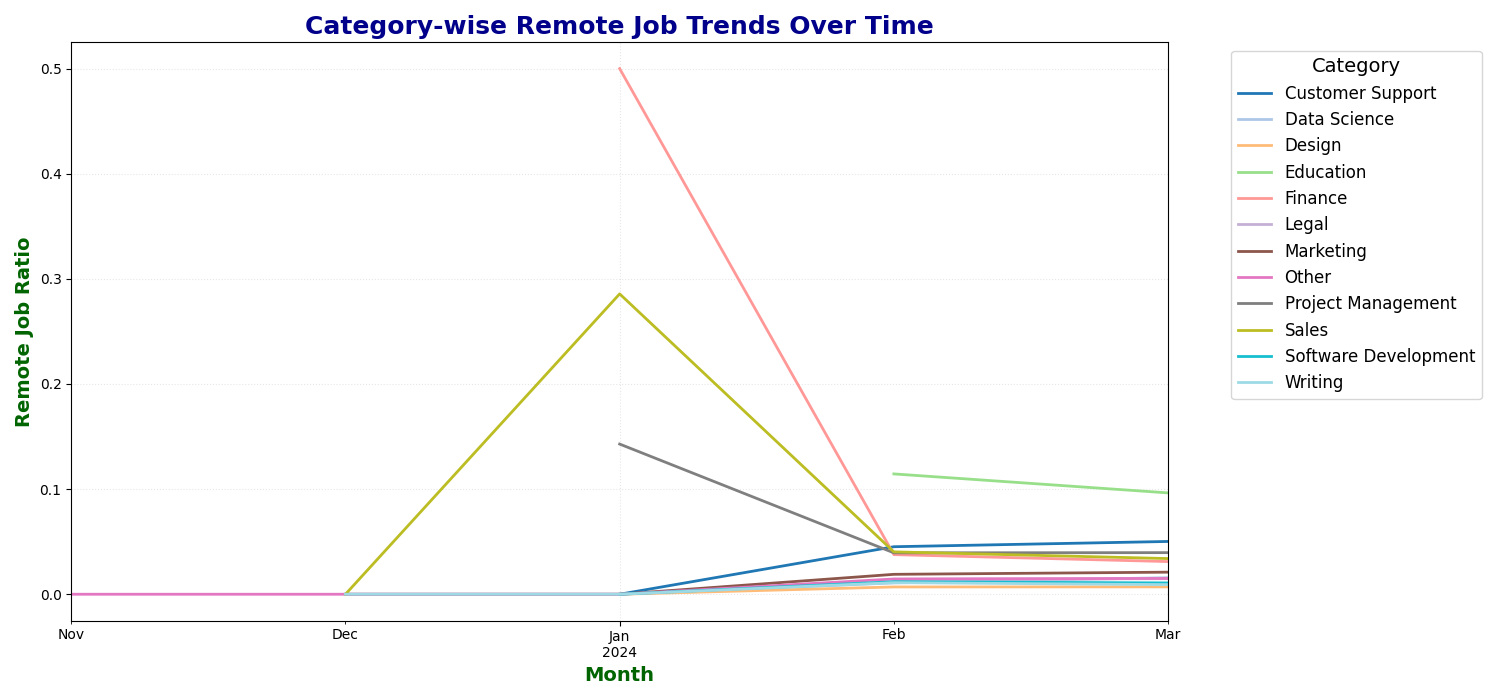 Category-wise Remote Job Trends Over Time
Remote Job Ratio
0.5
0.4
0.3
0.2
0.1
0.0
Nov
Dec
Jan
2024
Feb
Mar
Month
Category
Customer Support
Data Science
Design
Education
Finance
Legal
Marketing
Other
Project Management
Sales
Software Development
Writing